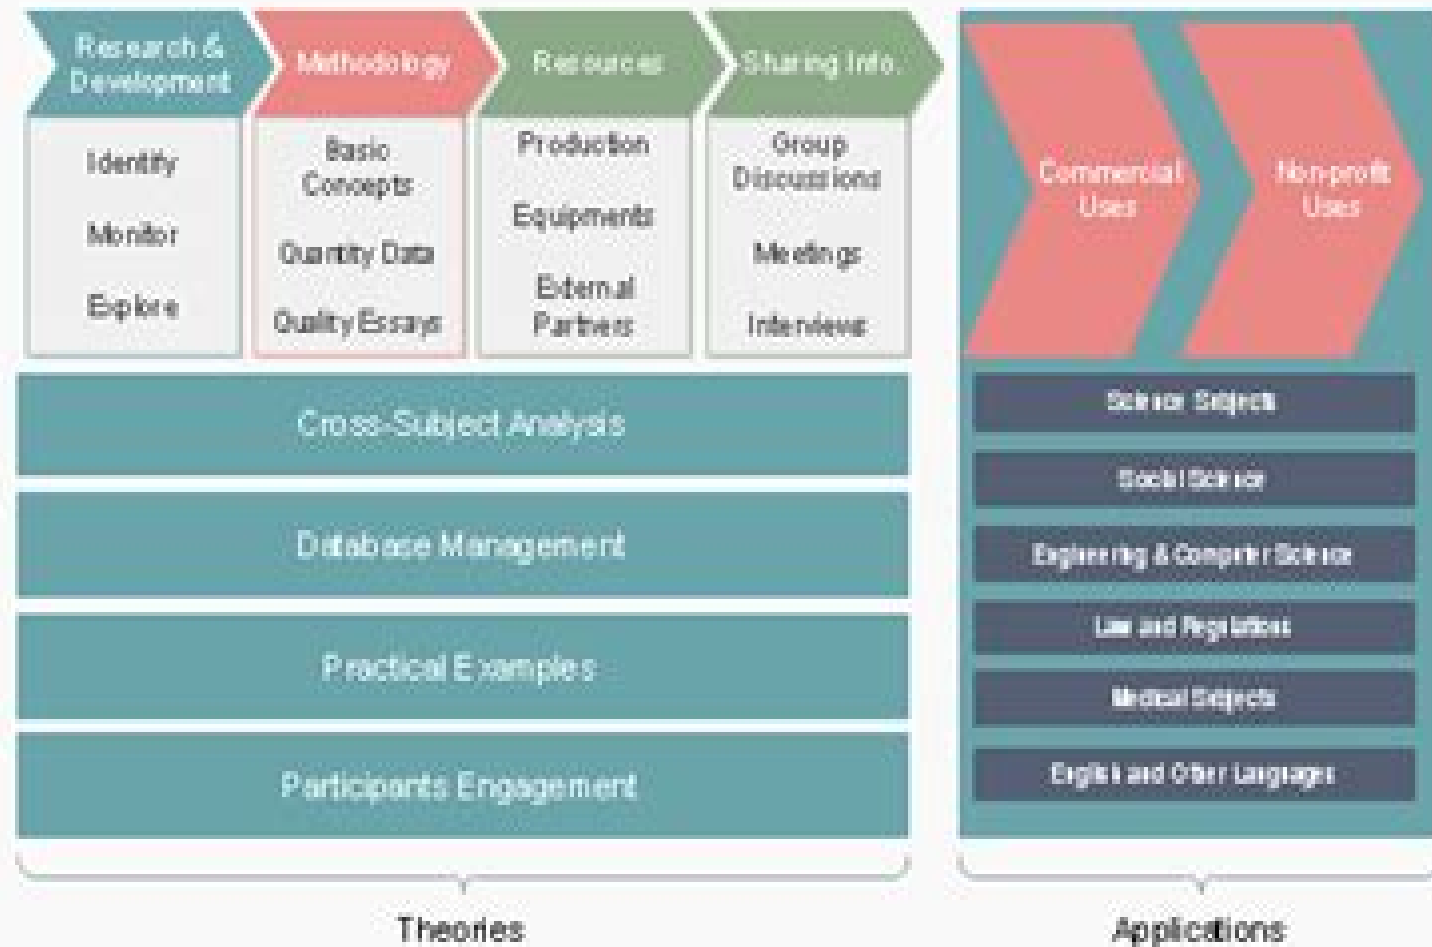 Research &
Development
Methodology
Resources
Sharing Info.
Identify
Monitor
Explore
Basic
Concepts
Quantity Data
Quality Essays
Production
Equipments
External
Partners
Group
Discussions
Meetings
Interviews
Commercial
Uses
Non-profit
Uses
Cross-Subject Analysis
Database Management
Practical Examples
Participants Engagement
Science Subjects
Social Science
Engineering & Computer Science
Law and Regulations
Medical Subjects
English and Other Languages
Theories
Applications